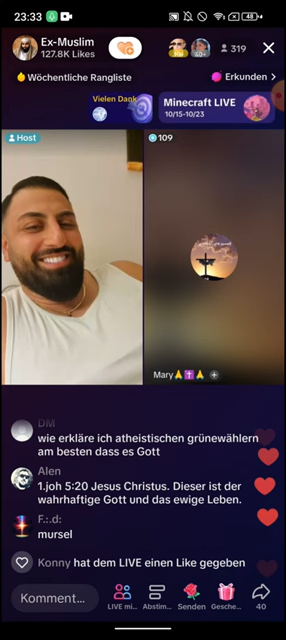 23:33
48
Ex-Muslim
127.8K Likes
319
Wöchentliche Rangliste
Erkunden
Vielen Dank
Minecraft LIVE
10/15-10/23
Host
109
Mary
DM
wie erkläre ich atheistischen grünewählern
am besten dass es Gott
Alen
1.joh 5:20 Jesus Christus. Dieser ist der
wahrhaftige Gott und das ewige Leben.
F.:.d:
mursel
Konny hat dem LIVE einen Like gegeben
Komment...
LIVE mi...
Abstim...
Senden
Gesche...
40